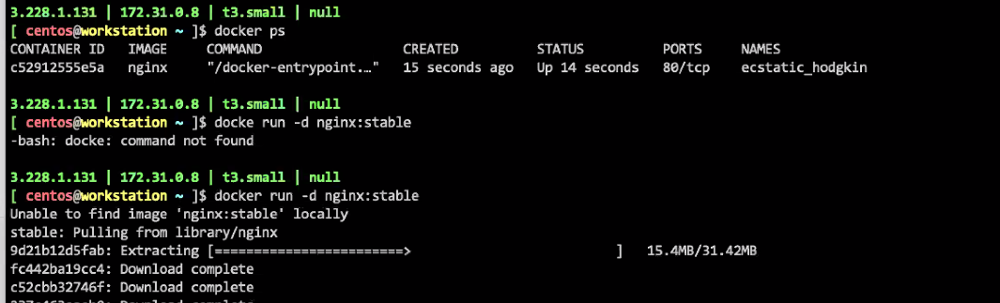 3.228.1.131 | 172.31.0.8 | t3.small | null
[ centos@workstation ~ ]$ docker ps
CONTAINER ID   IMAGE     COMMAND                  CREATED          STATUS          PORTS     NAMES
c52912555e5a   nginx     "/docker-entrypoint.…"   15 seconds ago   Up 14 seconds   80/tcp    ecstatic_hodgkin
3.228.1.131 | 172.31.0.8 | t3.small | null
[ centos@workstation ~ ]$ docke run -d nginx:stable
-bash: docke: command not found
3.228.1.131 | 172.31.0.8 | t3.small | null
[ centos@workstation ~ ]$ docker run -d nginx:stable
Unable to find image 'nginx:stable' locally
stable: Pulling from library/nginx
9d21b12d5fab: Extracting [========================>                          ]   15.4MB/31.42MB
fc442ba19cc4: Download complete
c52cbb32746f: Download complete